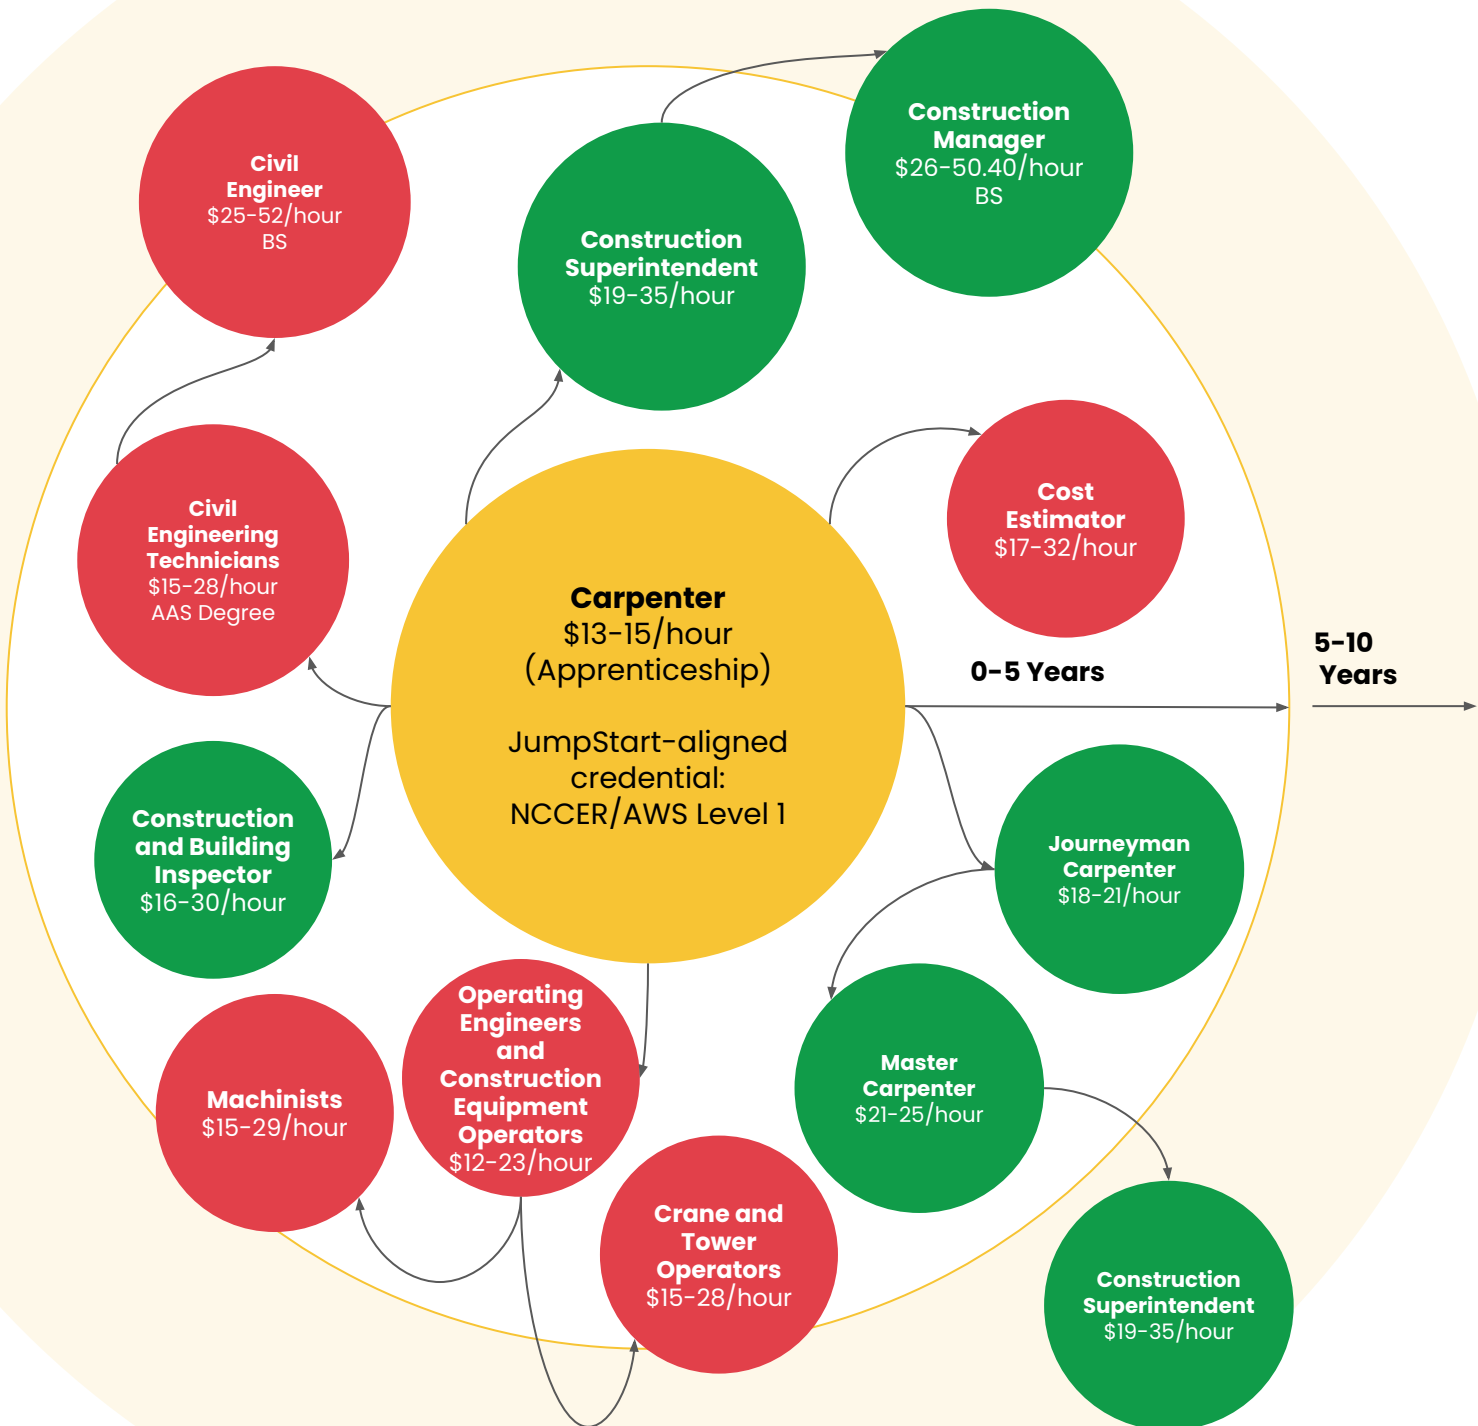 Construction
Manager
$26-50.40/hour
BS
Civil
Engineer
$25-52/hour
BS
Construction
Superintendent
$19-35/hour
Cost
Estimator
$17-32/hour
Civil
Engineering
Technicians
$15-28/hour
AAS Degree
Carpenter
$13-15/hour
(Apprenticeship)
JumpStart-aligned
credential:
NCCER/AWS Level 1
0-5 Years
5-10
Years
Construction
and Building
Inspector
$16-30/hour
Journeyman
Carpenter
$18-21/hour
Operating
Engineers
and
Construction
Equipment
Operators
$12-23/hour
Machinists
$15-29/hour
Master
Carpenter
$21-25/hour
Crane and
Tower
Operators
$15-28/hour
Construction
Superintendent
$19-35/hour